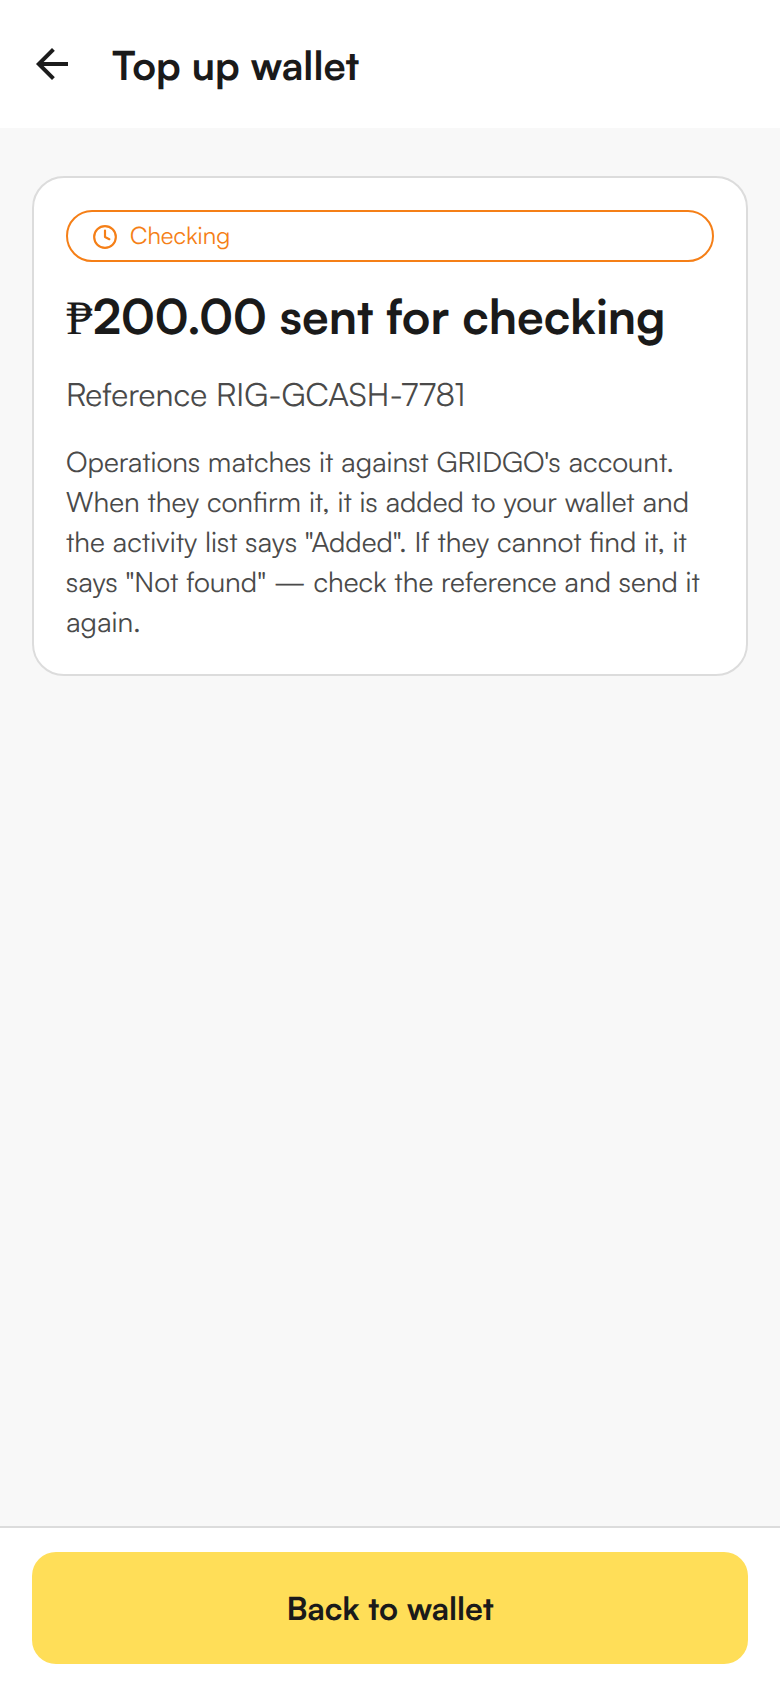 Top up wallet
Checking
₱200.00 sent for checking
Reference RIG-GCASH-7781
Operations matches it against GRIDGO's account.
When they confirm it, it is added to your wallet and
the activity list says "Added". If they cannot find it, it
says "Not found" — check the reference and send it
again.
Back to wallet